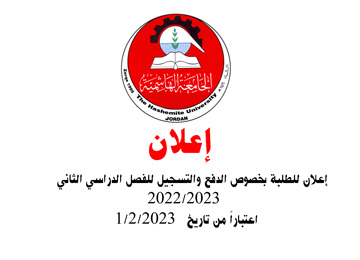 الجامعة الهاشمية
The Hashemite University
JORDAN
إعلان
إعلان للطلبة بخصوص الدفع والتسجيل للفصل الدراسي الثاني
2022/2023
اعتباراً من تاريخ 1/2/2023